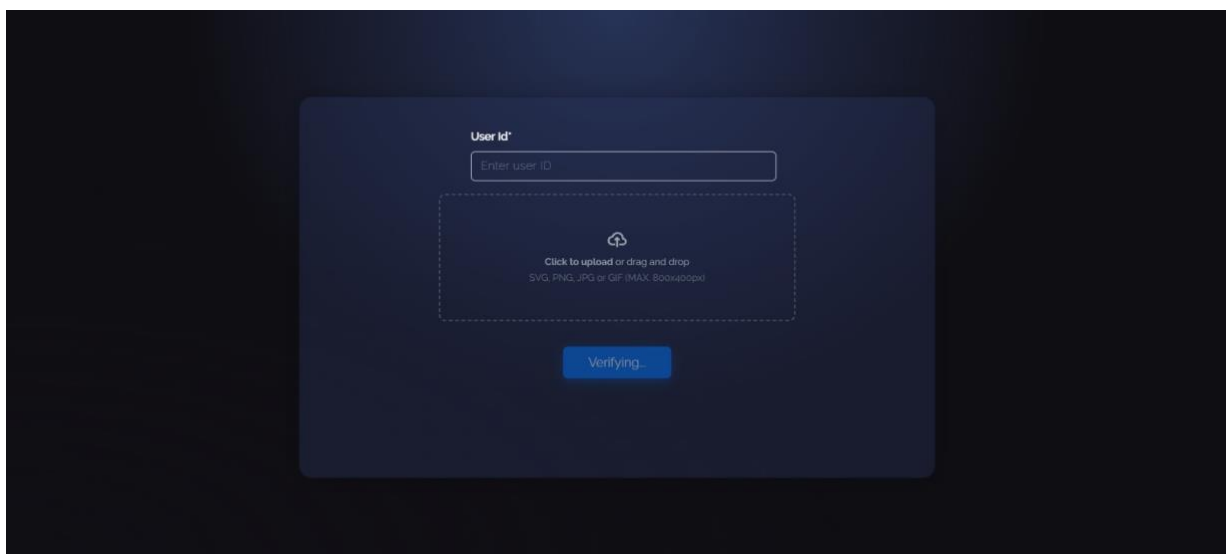 User Id*
Enter user ID
Click to upload or drag and drop
SVG, PNG, JPG or GIF (MAX. 800x400px)
Verifying...